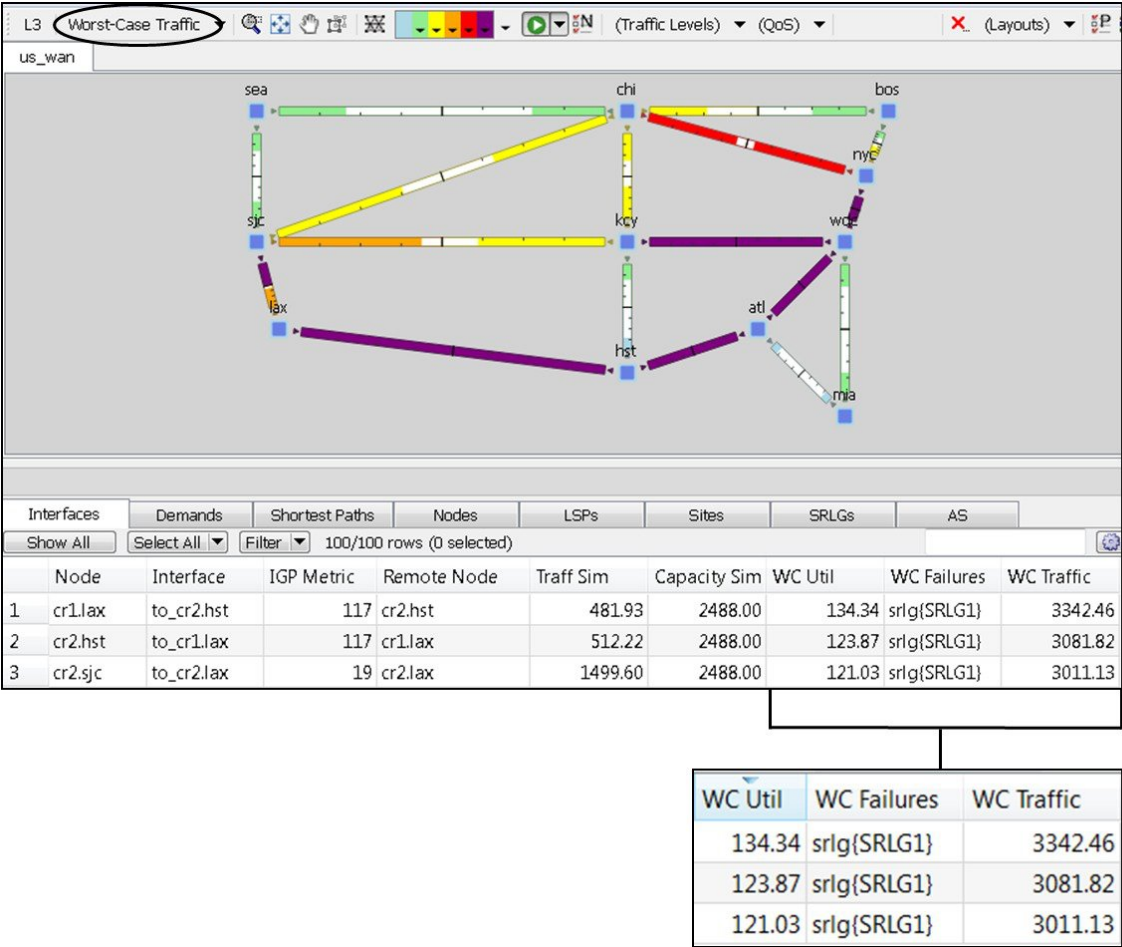 L3 Worst-Case Traffic N (Traffic Levels) (QoS) X (Layouts) P
us_wan
sea chi bos
nyc
sjc kcy wdc
lax atl
hst
mia
Interfaces Demands Shortest Paths Nodes LSPs Sites SRLGs AS
Show All Select All Filter 100/100 rows (0 selected)
Node Interface IGP Metric Remote Node Traff Sim Capacity Sim WC Util WC Failures WC Traffic
1 cr1.lax to_cr2.hst 117 cr2.hst 481.93 2488.00 134.34 srlg{SRLG1} 3342.46
2 cr2.hst to_cr1.lax 117 cr1.lax 512.22 2488.00 123.87 srlg{SRLG1} 3081.82
3 cr2.sjc to_cr2.lax 19 cr2.lax 1499.60 2488.00 121.03 srlg{SRLG1} 3011.13
WC Util WC Failures WC Traffic
134.34 srlg{SRLG1} 3342.46
123.87 srlg{SRLG1} 3081.82
121.03 srlg{SRLG1} 3011.13